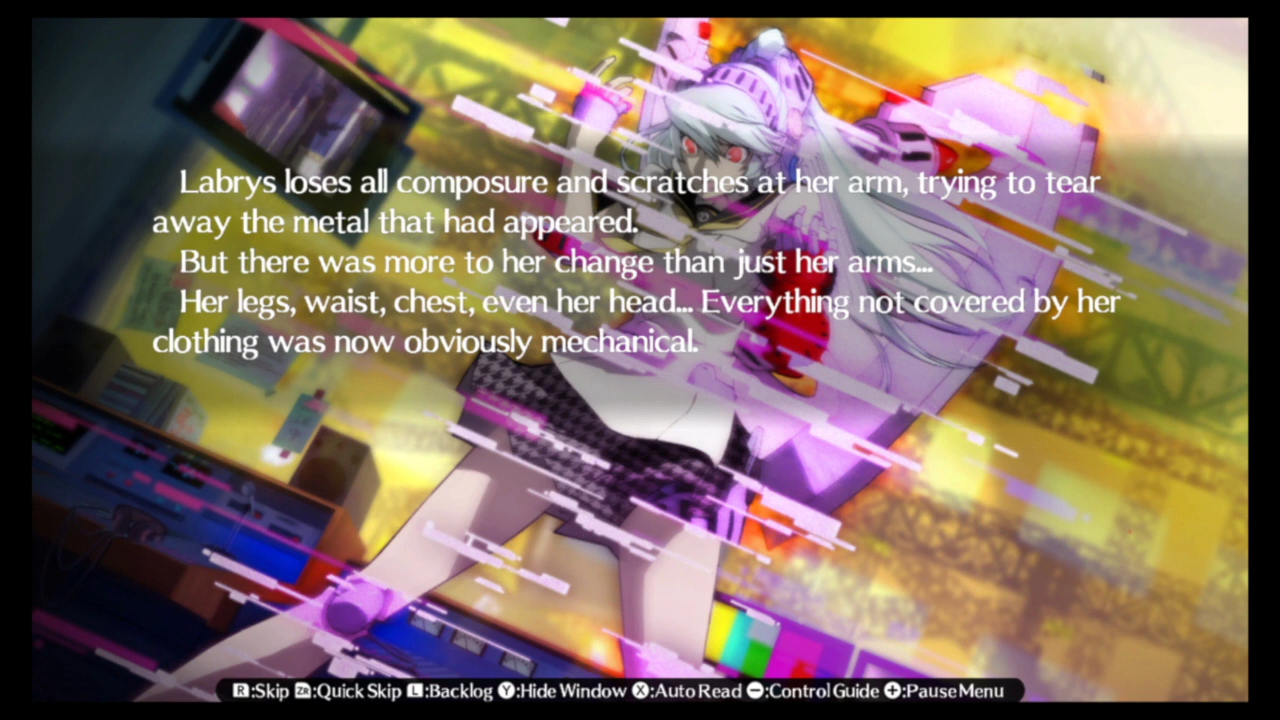 Labrys loses all composure and scratches at her arm, trying to tear
away the metal that had appeared.
But there was more to her change than just her arms...
Her legs, waist, chest, even her head... Everything not covered by her
clothing was now obviously mechanical.
R:Skip ZR:Quick Skip L:Backlog Y:Hide Window X:Auto Read -:Control Guide +:Pause Menu